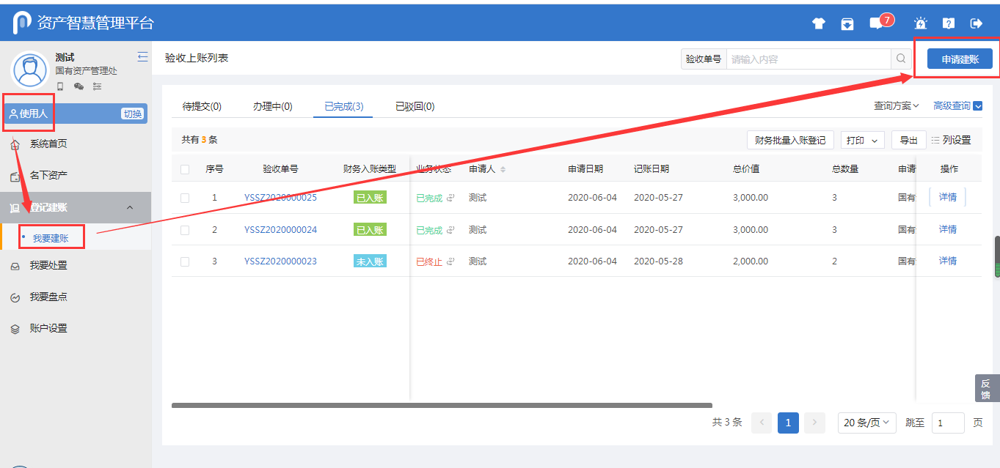 资产智慧管理平台
7
测试
国有资产管理处
使用人
切换
系统首页
名下资产
登记建账
我要建账
我要处置
我要盘点
账户设置
验收上账列表
验收单号 请输入内容
申请建账
待提交(0) 办理中(0) 已完成(3) 已驳回(0)
查询方案 高级查询
共有 3 条
财务批量入账登记 打印 导出 列设置
序号 验收单号 财务入账类型 业务状态 申请人 申请日期 记账日期 总价值 总数量 申请 操作
1 YSSZ2020000025 已入账 已完成 测试 2020-06-04 2020-05-27 3,000.00 3 国有 详情
2 YSSZ2020000024 已入账 已完成 测试 2020-06-04 2020-05-27 3,000.00 3 国有 详情
3 YSSZ2020000023 未入账 已终止 测试 2020-06-04 2020-05-28 2,000.00 2 国有 详情
反
馈
共 3 条 1 20 条/页 跳至 1 页